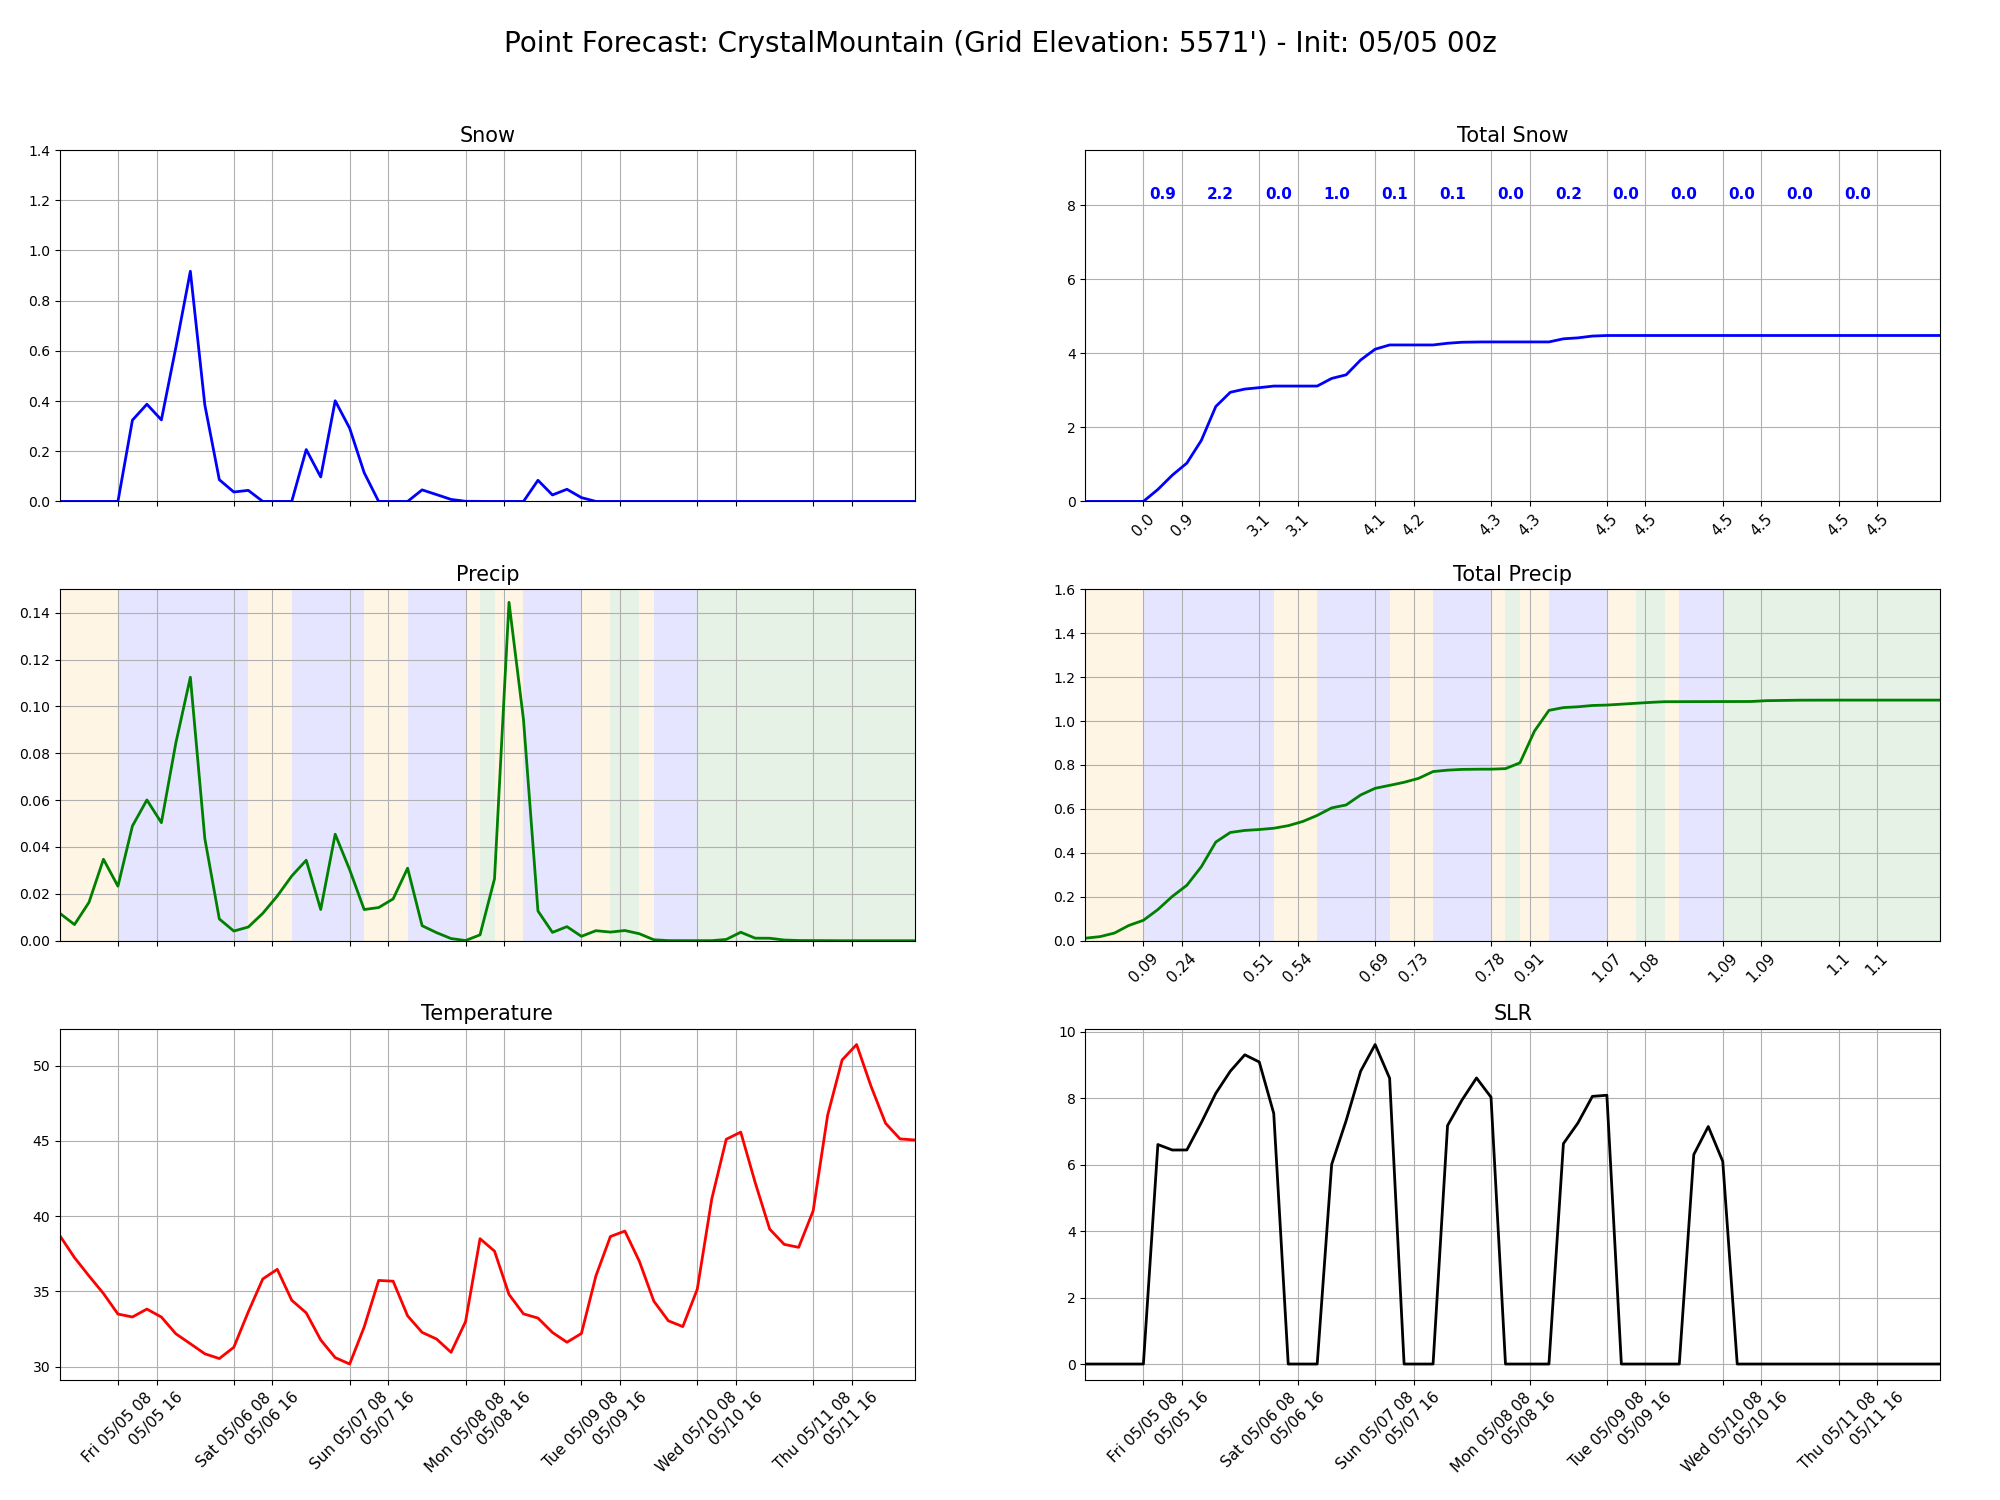 Point Forecast: CrystalMountain (Grid Elevation: 5571') - Init: 05/05 00z
Snow
1.4
1.2
1.0
0.8
0.6
0.4
0.2
0.0
Total Snow
0.9 2.2 0.0 1.0 0.1 0.1 0.0 0.2 0.0 0.0 0.0 0.0 0.0
8
6
4
2
0
0.0 0.9 3.1 3.1 4.1 4.2 4.3 4.3 4.5 4.5 4.5 4.5 4.5 4.5
Precip
0.14
0.12
0.10
0.08
0.06
0.04
0.02
0.00
Total Precip
1.6
1.4
1.2
1.0
0.8
0.6
0.4
0.2
0.0
0.09 0.24 0.51 0.54 0.69 0.73 0.78 0.91 1.07 1.08 1.09 1.09 1.1 1.1
Temperature
50
45
40
35
30
Fri 05/05 08
05/05 16
Sat 05/06 08
05/06 16
Sun 05/07 08
05/07 16
Mon 05/08 08
05/08 16
Tue 05/09 08
05/09 16
Wed 05/10 08
05/10 16
Thu 05/11 08
05/11 16
SLR
10
8
6
4
2
0
Fri 05/05 08
05/05 16
Sat 05/06 08
05/06 16
Sun 05/07 08
05/07 16
Mon 05/08 08
05/08 16
Tue 05/09 08
05/09 16
Wed 05/10 08
05/10 16
Thu 05/11 08
05/11 16